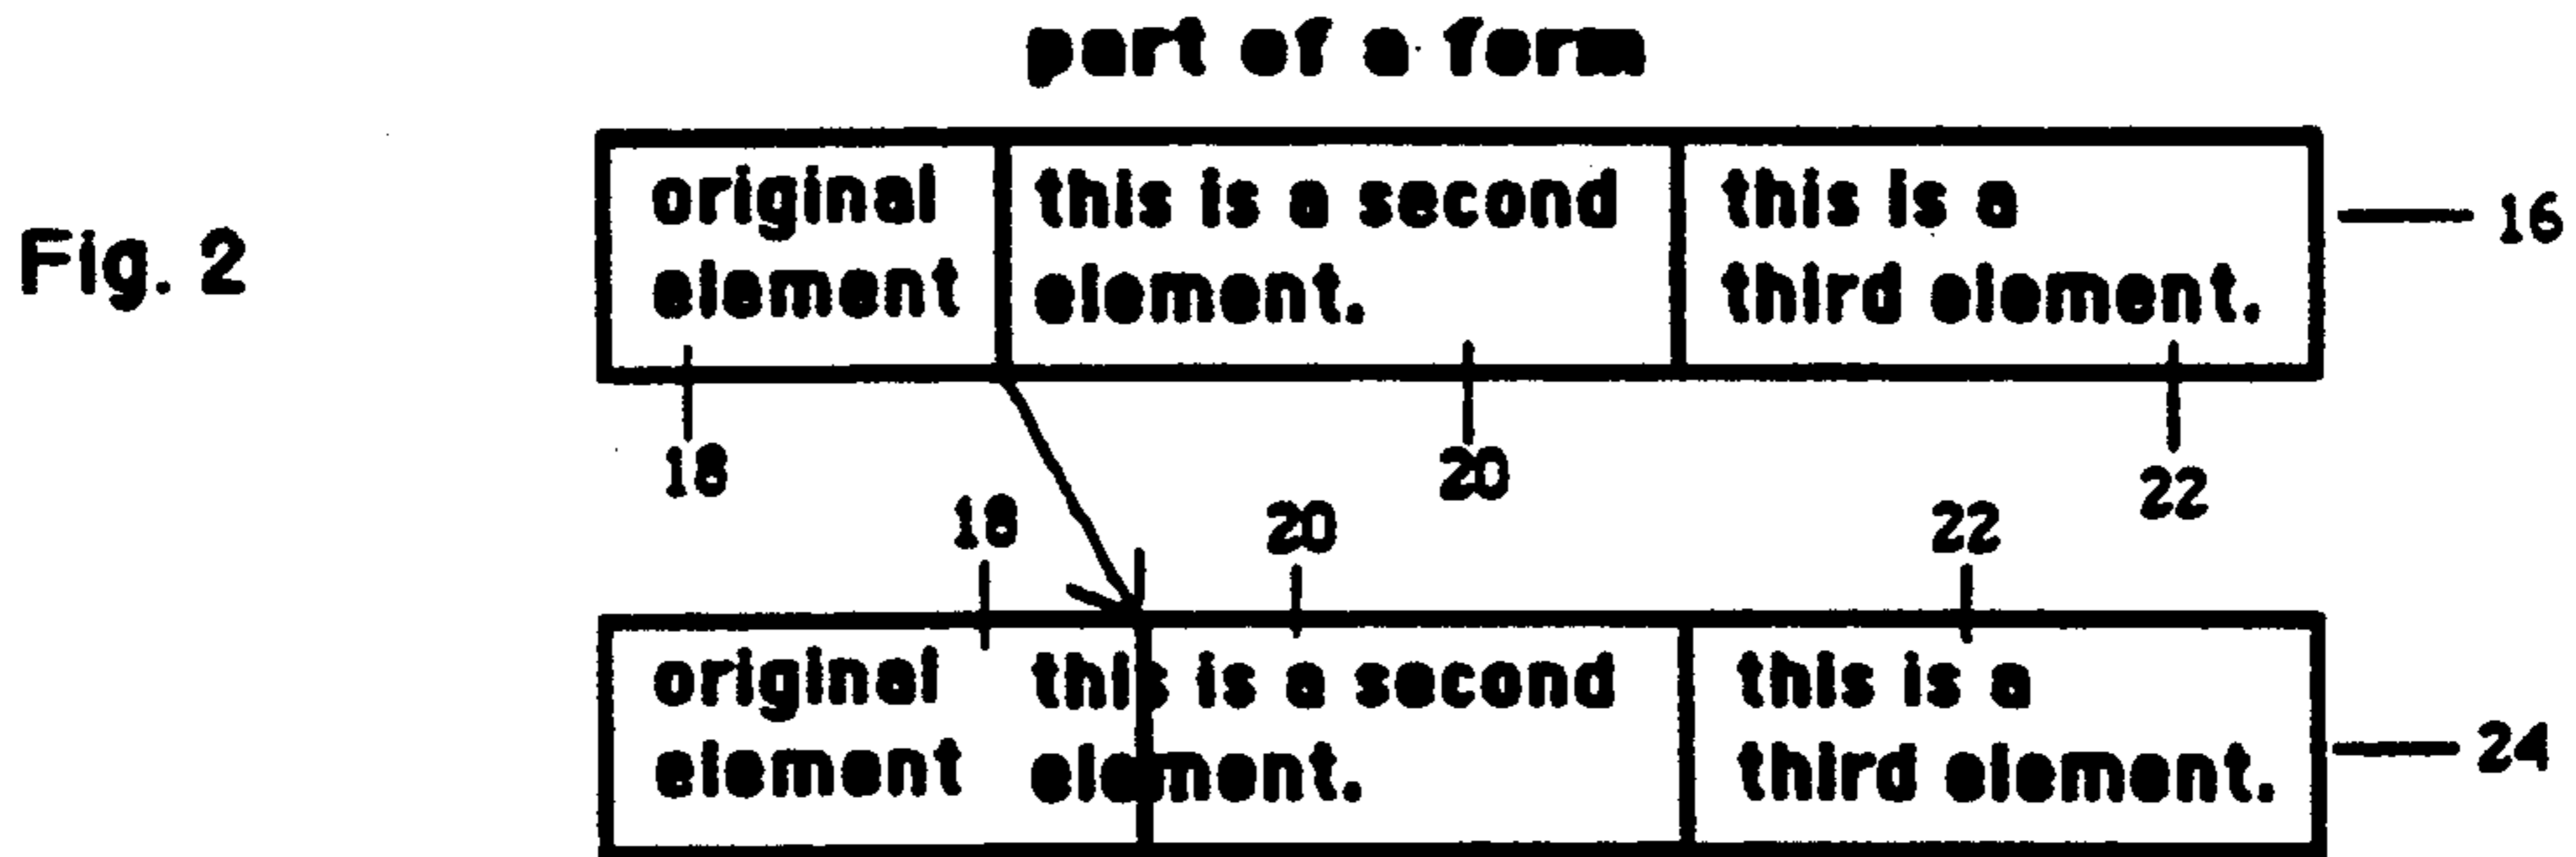 part of a form
Fig. 2
original this is a second this is a
element element. third element.
16
18 20 22
18 20 22
original this is a second this is a
element element. third element.
24